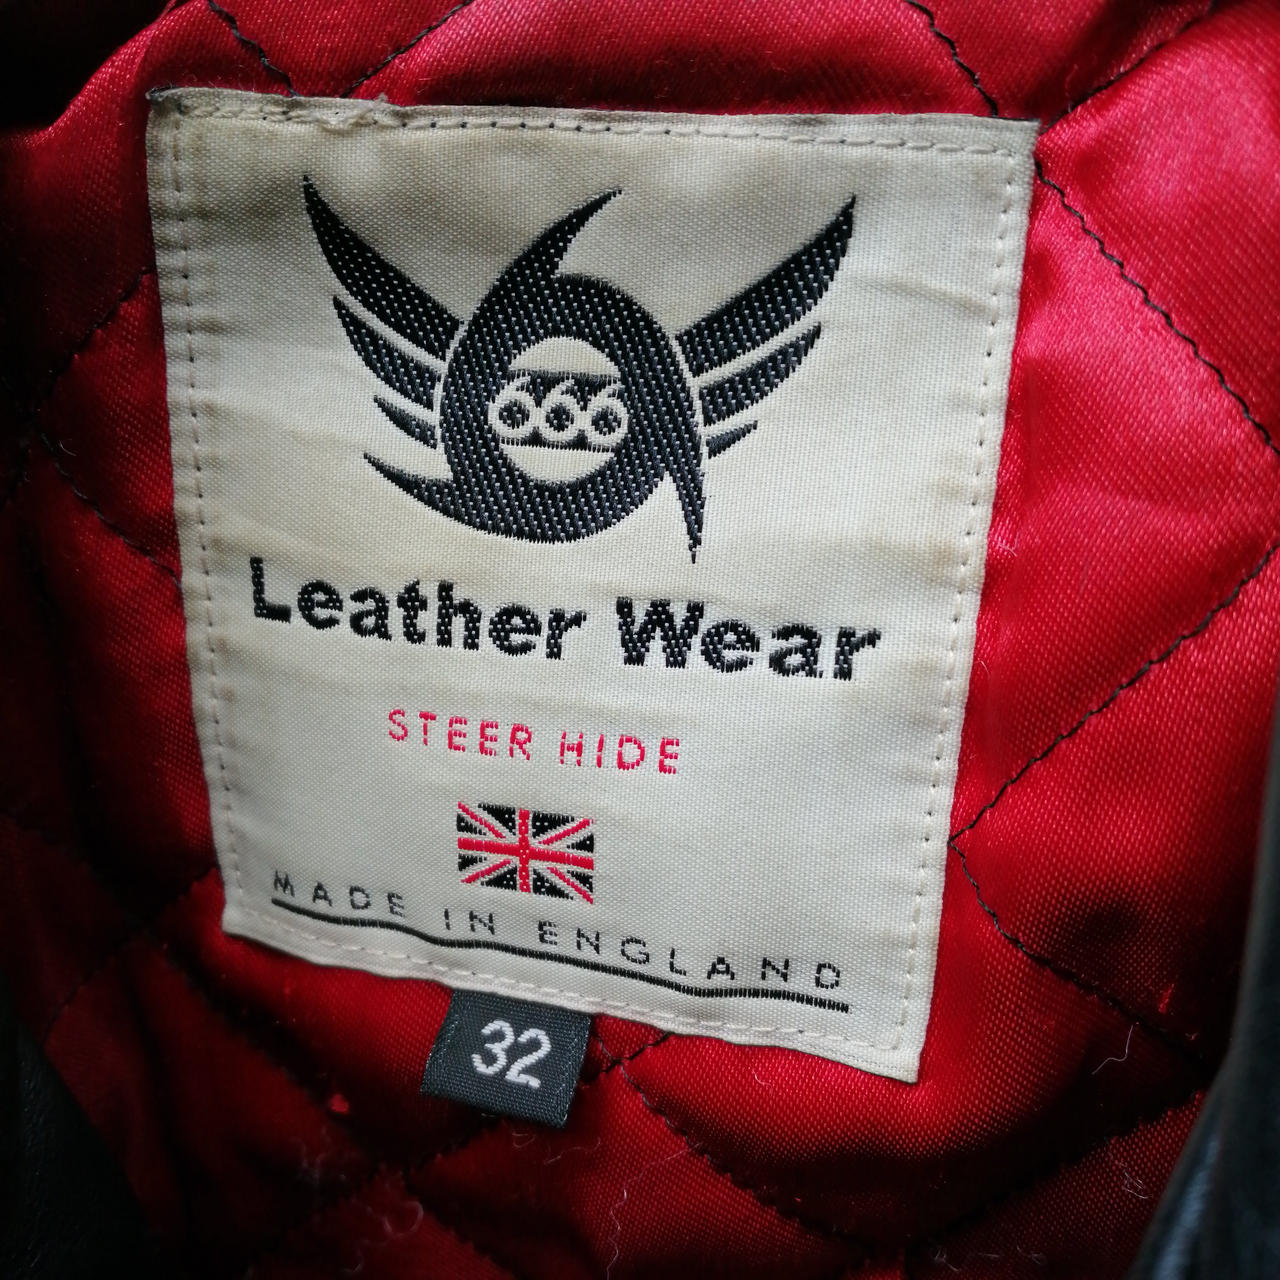 666
Leather Wear
STEER HIDE
MADE IN ENGLAND
32